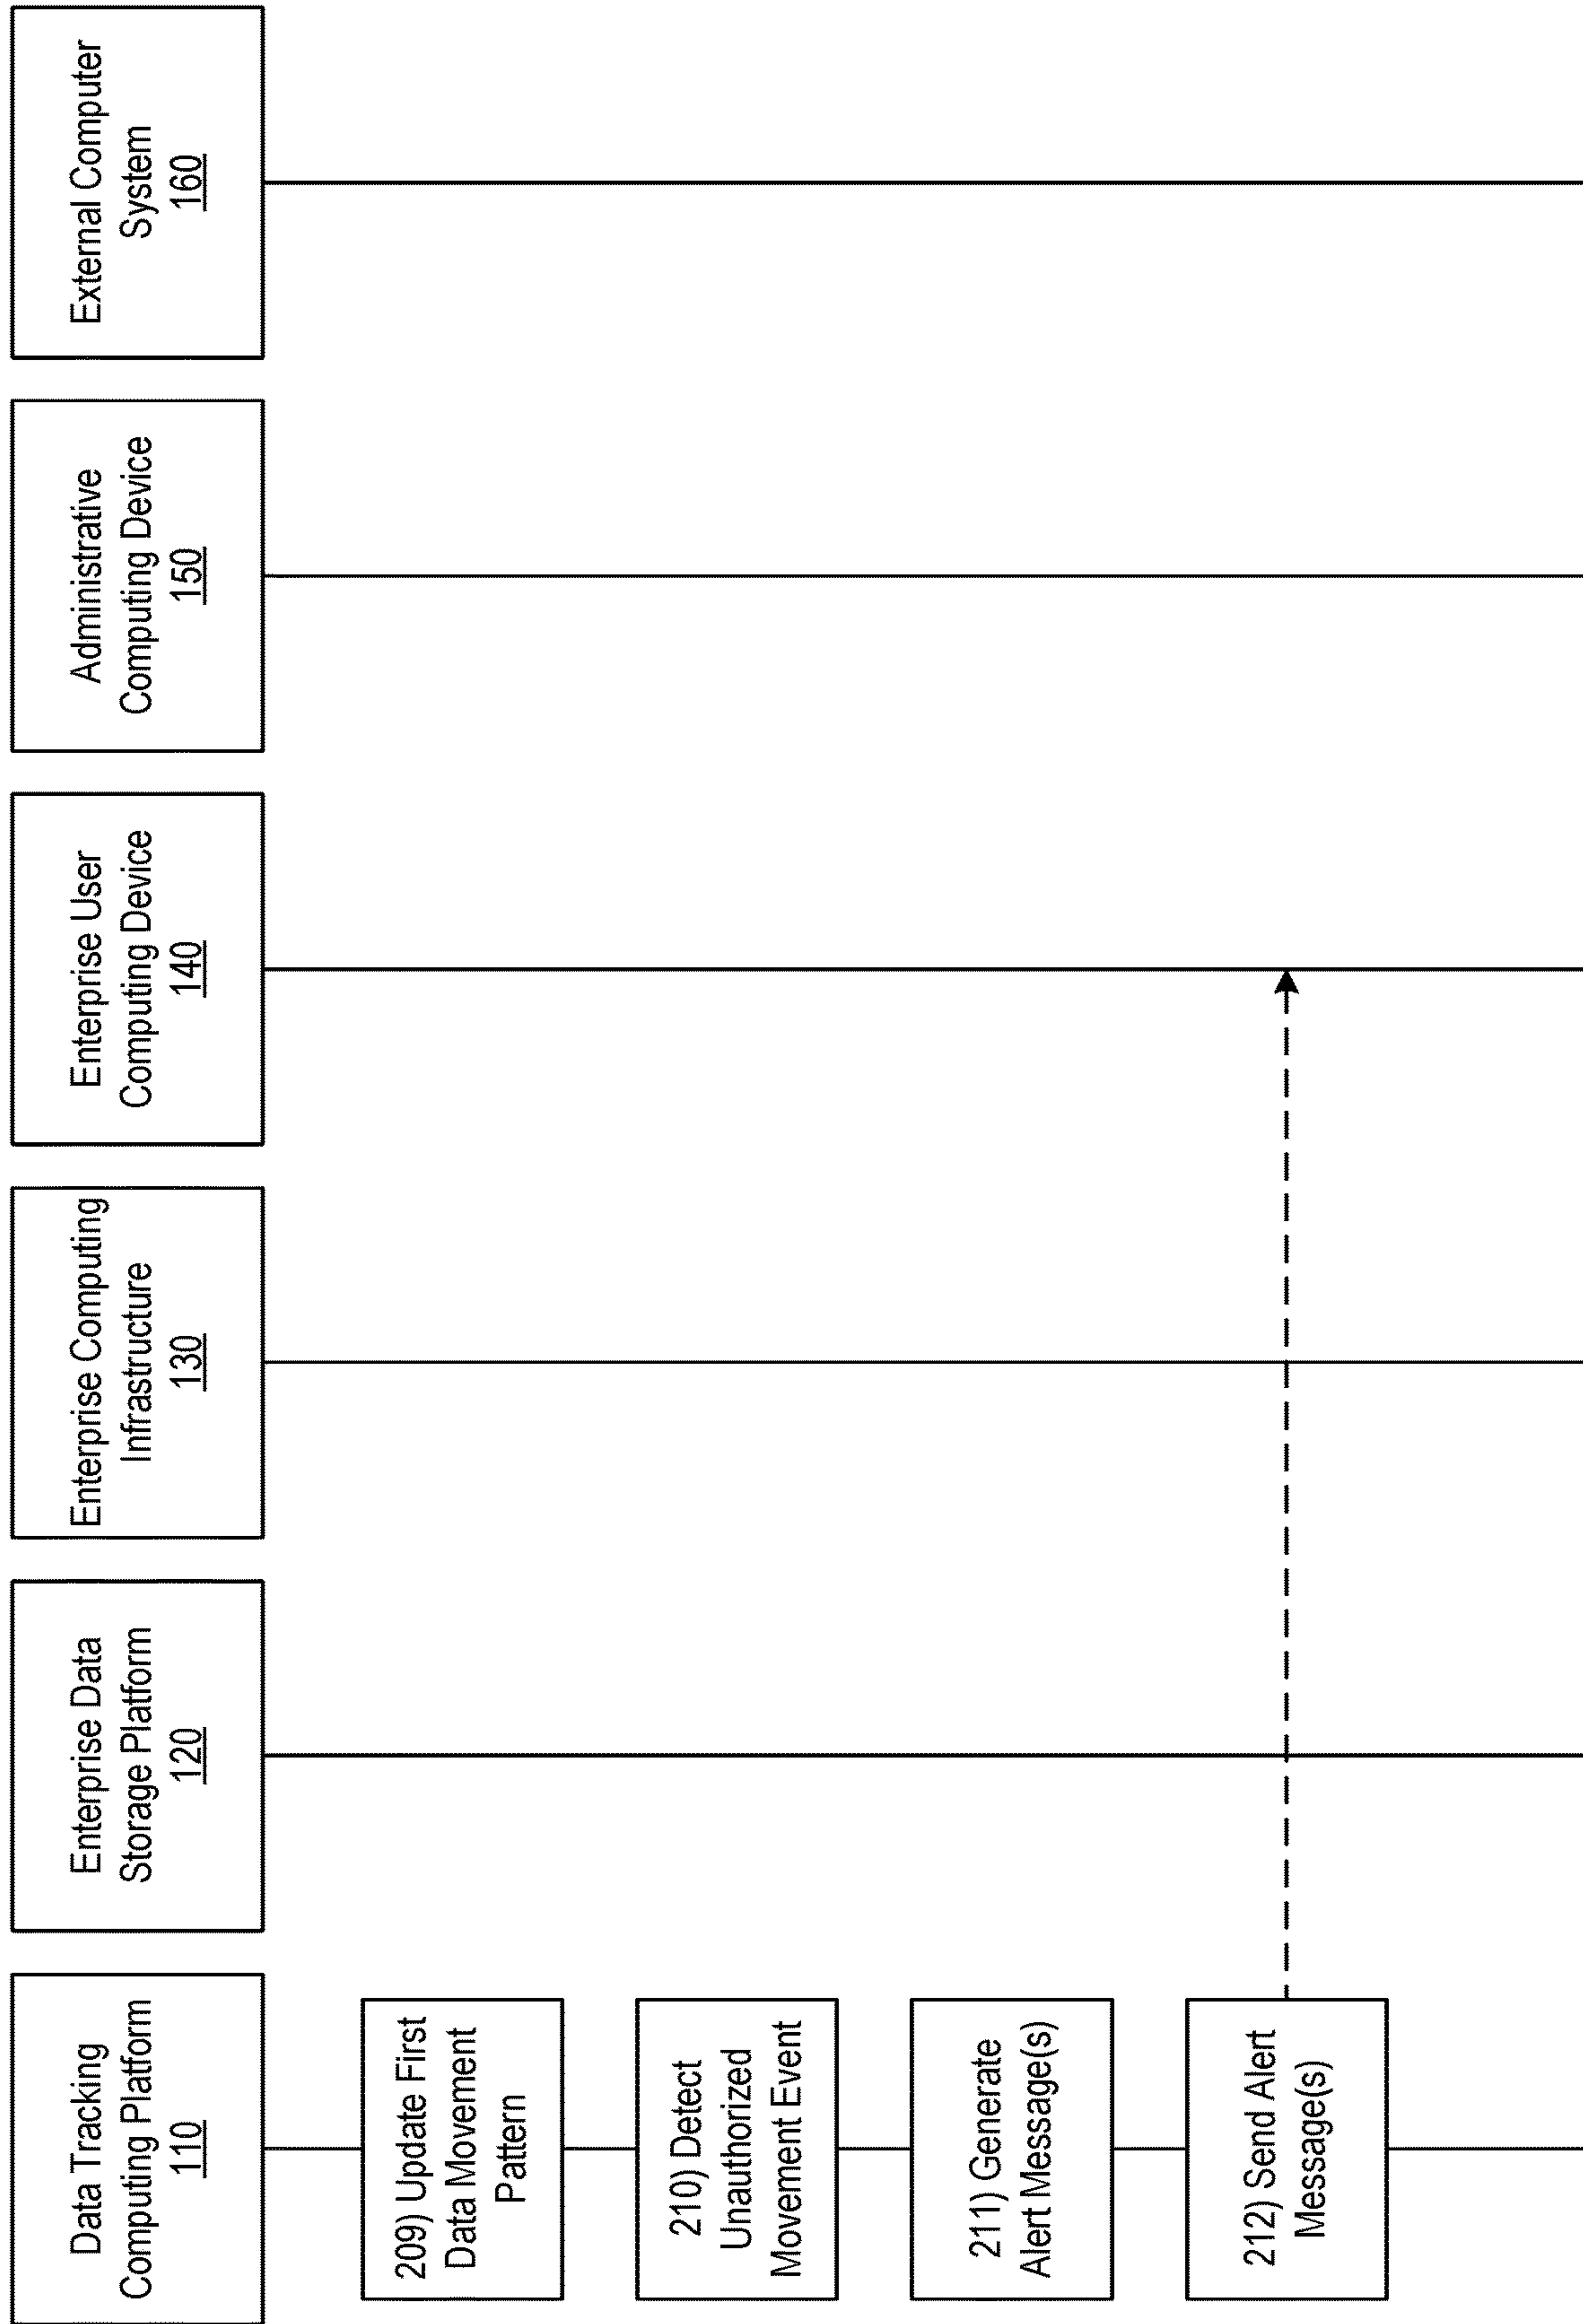 Data Tracking
Computing Platform
110
Enterprise Data
Storage Platform
120
Enterprise Computing
Infrastructure
130
Enterprise User
Computing Device
140
Administrative
Computing Device
150
External Computer
System
160
209) Update First
Data Movement
Pattern
210) Detect
Unauthorized
Movement Event
211) Generate
Alert Message(s)
212) Send Alert
Message(s)